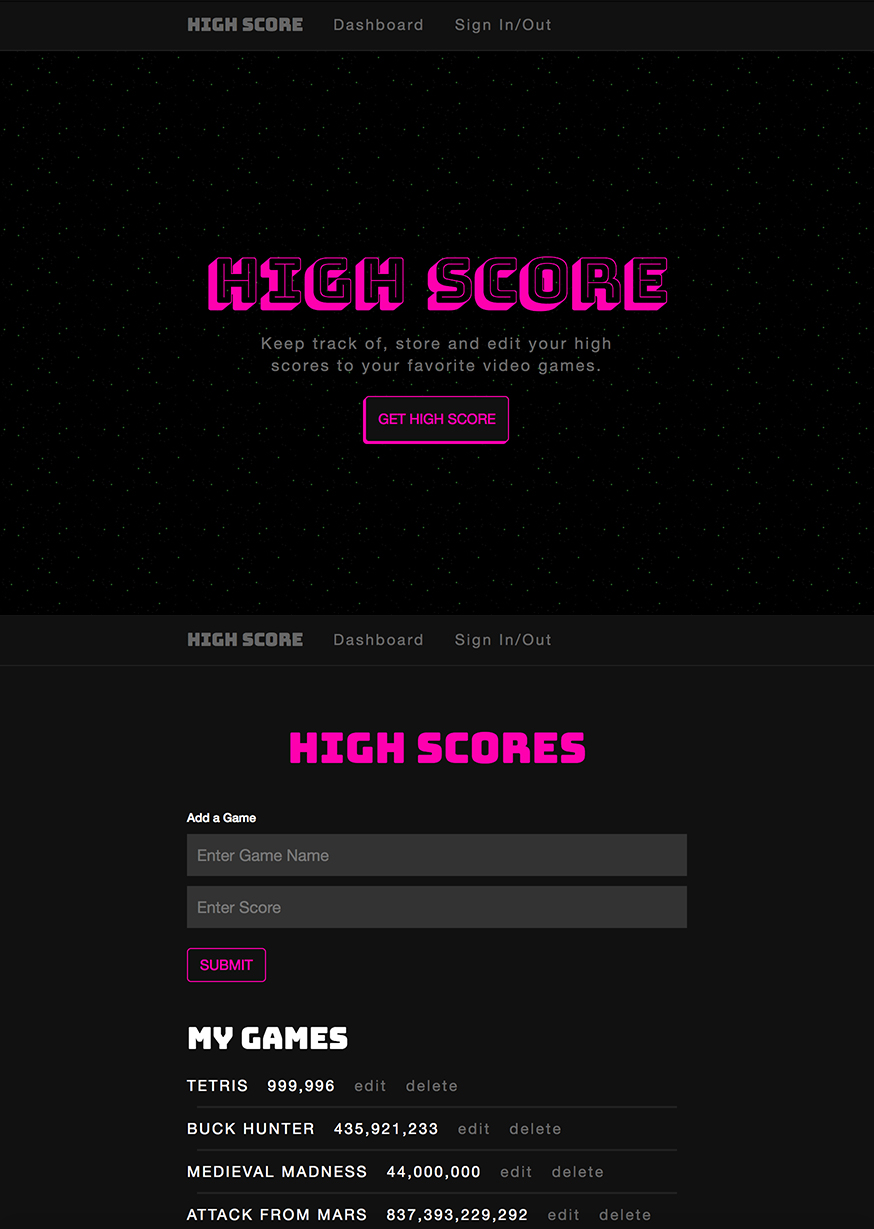 HIGH SCORE Dashboard Sign In/Out
HIGH SCORE
Keep track of, store and edit your high
scores to your favorite video games.
GET HIGH SCORE
HIGH SCORE Dashboard Sign In/Out
HIGH SCORES
Add a Game
Enter Game Name
Enter Score
SUBMIT
MY GAMES
TETRIS 999,996 edit delete
BUCK HUNTER 435,921,233 edit delete
MEDIEVAL MADNESS 44,000,000 edit delete
ATTACK FROM MARS 837,393,229,292 edit delete